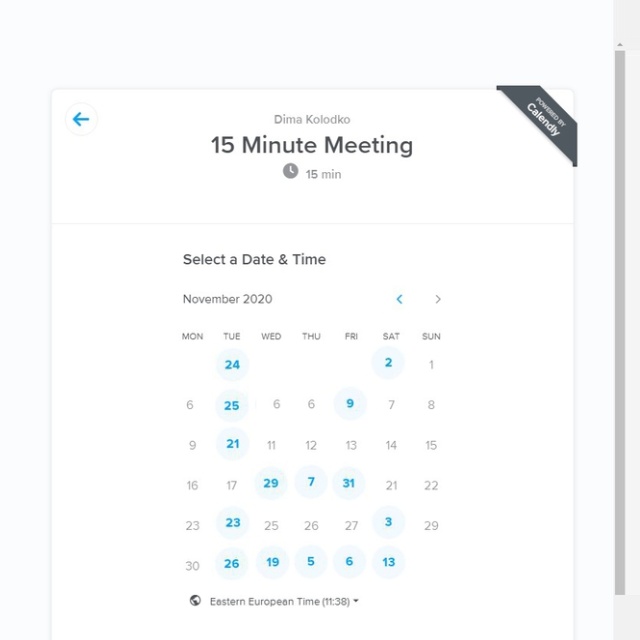 POWERED BY
Calendly
Dima Kolodko
15 Minute Meeting
15 min
Select a Date & Time
November 2020
MON TUE WED THU FRI SAT SUN
24 2 1
6 25 6 6 9 7 8
9 21 11 12 13 14 15
16 17 29 7 31 21 22
23 23 25 26 27 3 29
30 26 19 5 6 13
Eastern European Time (11:38)